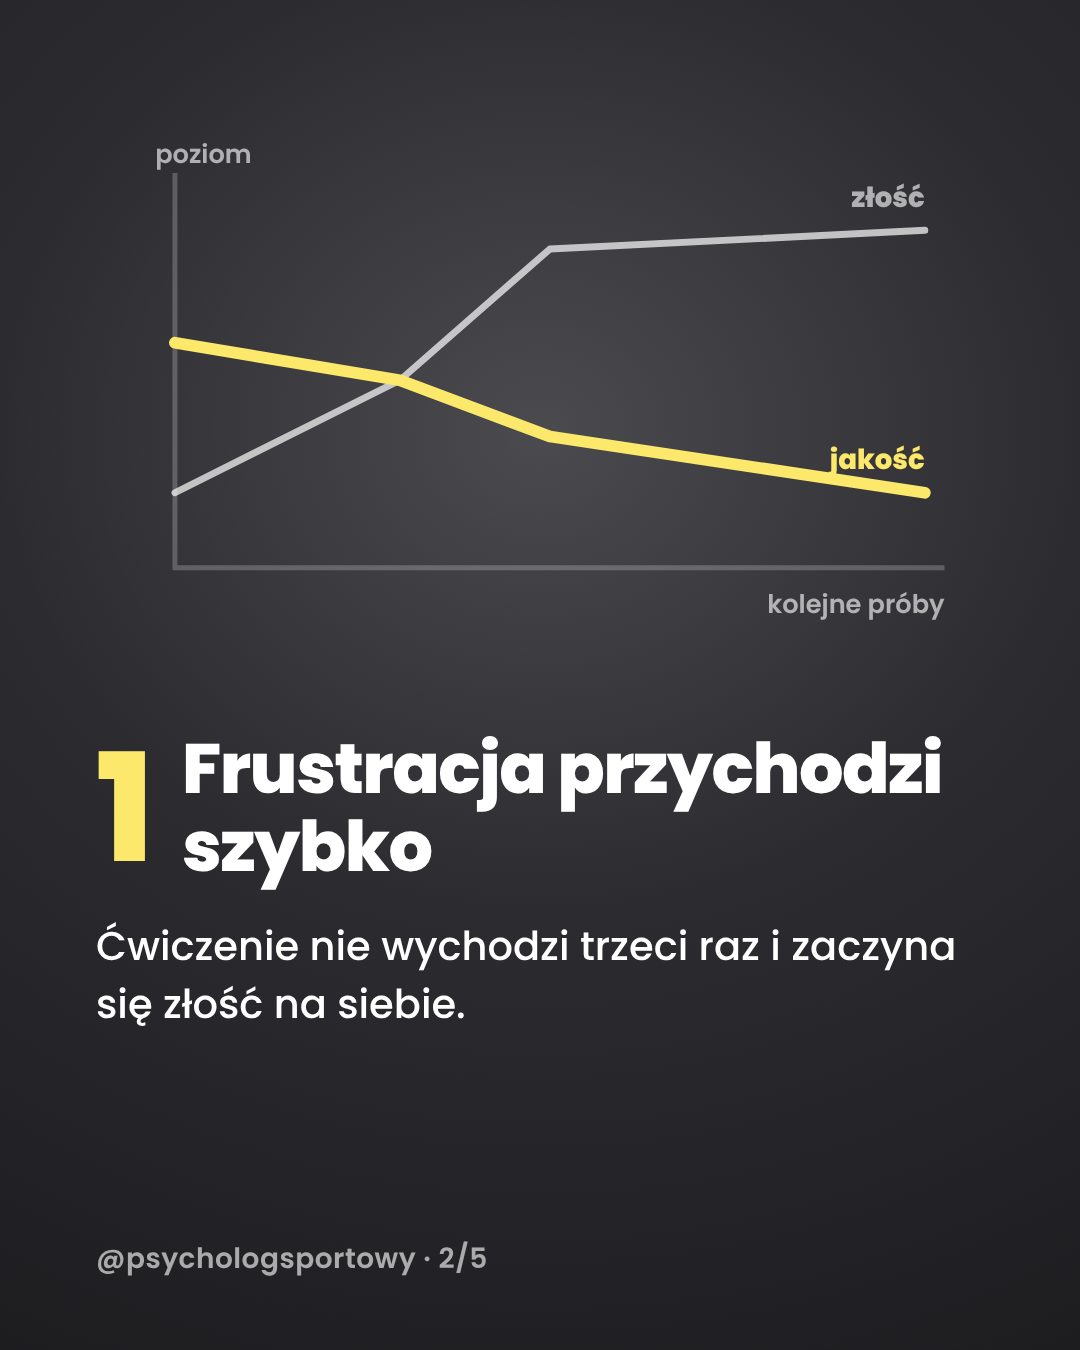 poziom
złość
jakość
kolejne próby
1 Frustracja przychodzi
szybko
Ćwiczenie nie wychodzi trzeci raz i zaczyna
się złość na siebie.
@psychologsportowy · 2/5